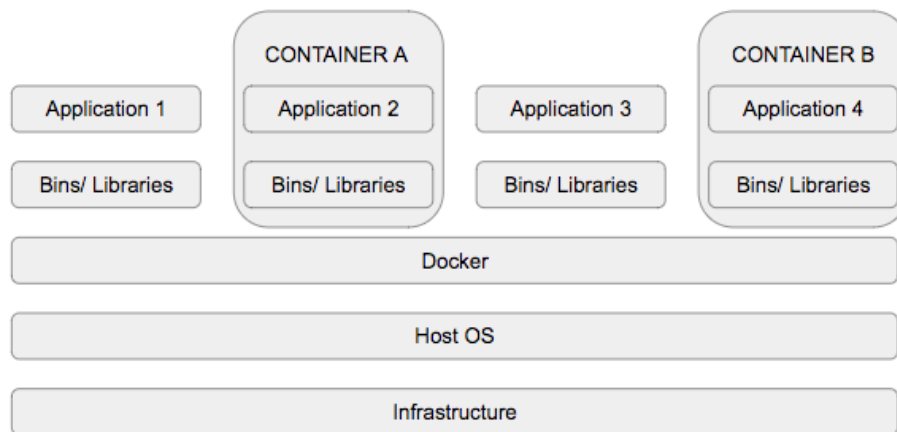 CONTAINER A
CONTAINER B
Application 1
Application 2
Application 3
Application 4
Bins/ Libraries
Bins/ Libraries
Bins/ Libraries
Bins/ Libraries
Docker
Host OS
Infrastructure